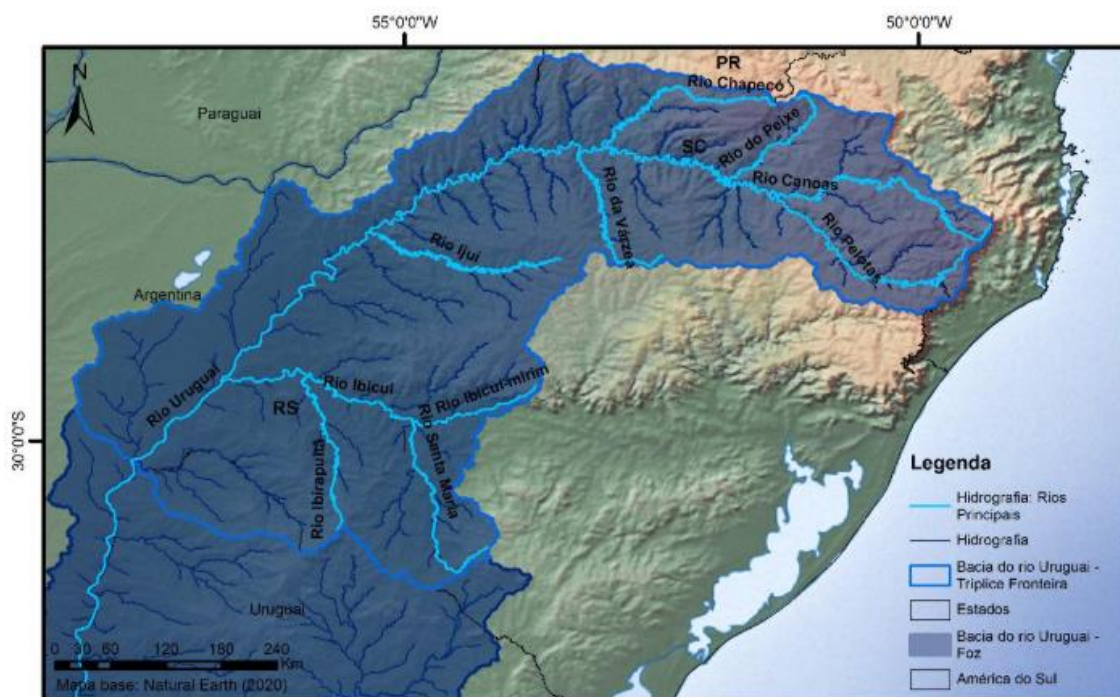 55°0'0"W
50°0'0"W
N
PR
Rio Chapecó
Paraguai
Rio do Peixe
SC
Rio Canoas
Rio da Várzea
Rio Pelotas
Rio Ijuí
Argentina
Rio Uruguai
Rio Ibicuí
Rio Ibicuí-mirim
RS
30°0'0"S
Rio Santa Maria
Rio Ibirapuitã
Legenda
Hidrografia: Rios
Principais
Hidrografia
Bacia do rio Uruguai -
Tríplice Fronteira
Estados
Bacia do rio Uruguai -
Foz
América do Sul
Uruguai
0 30 60 120 180 240
Km
Mapa base: Natural Earth (2020)